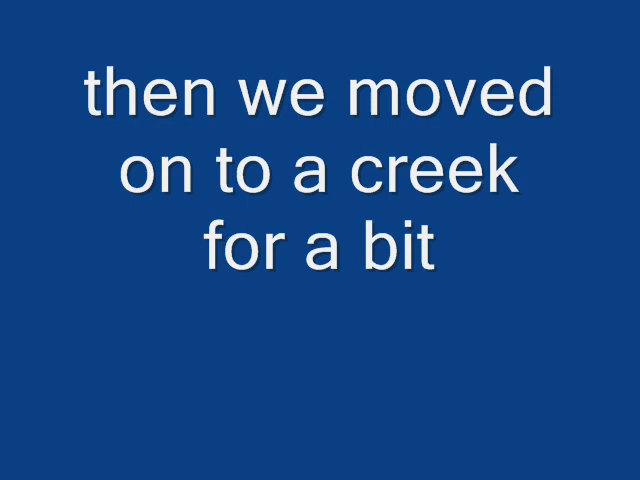 then we moved
on to a creek
for a bit